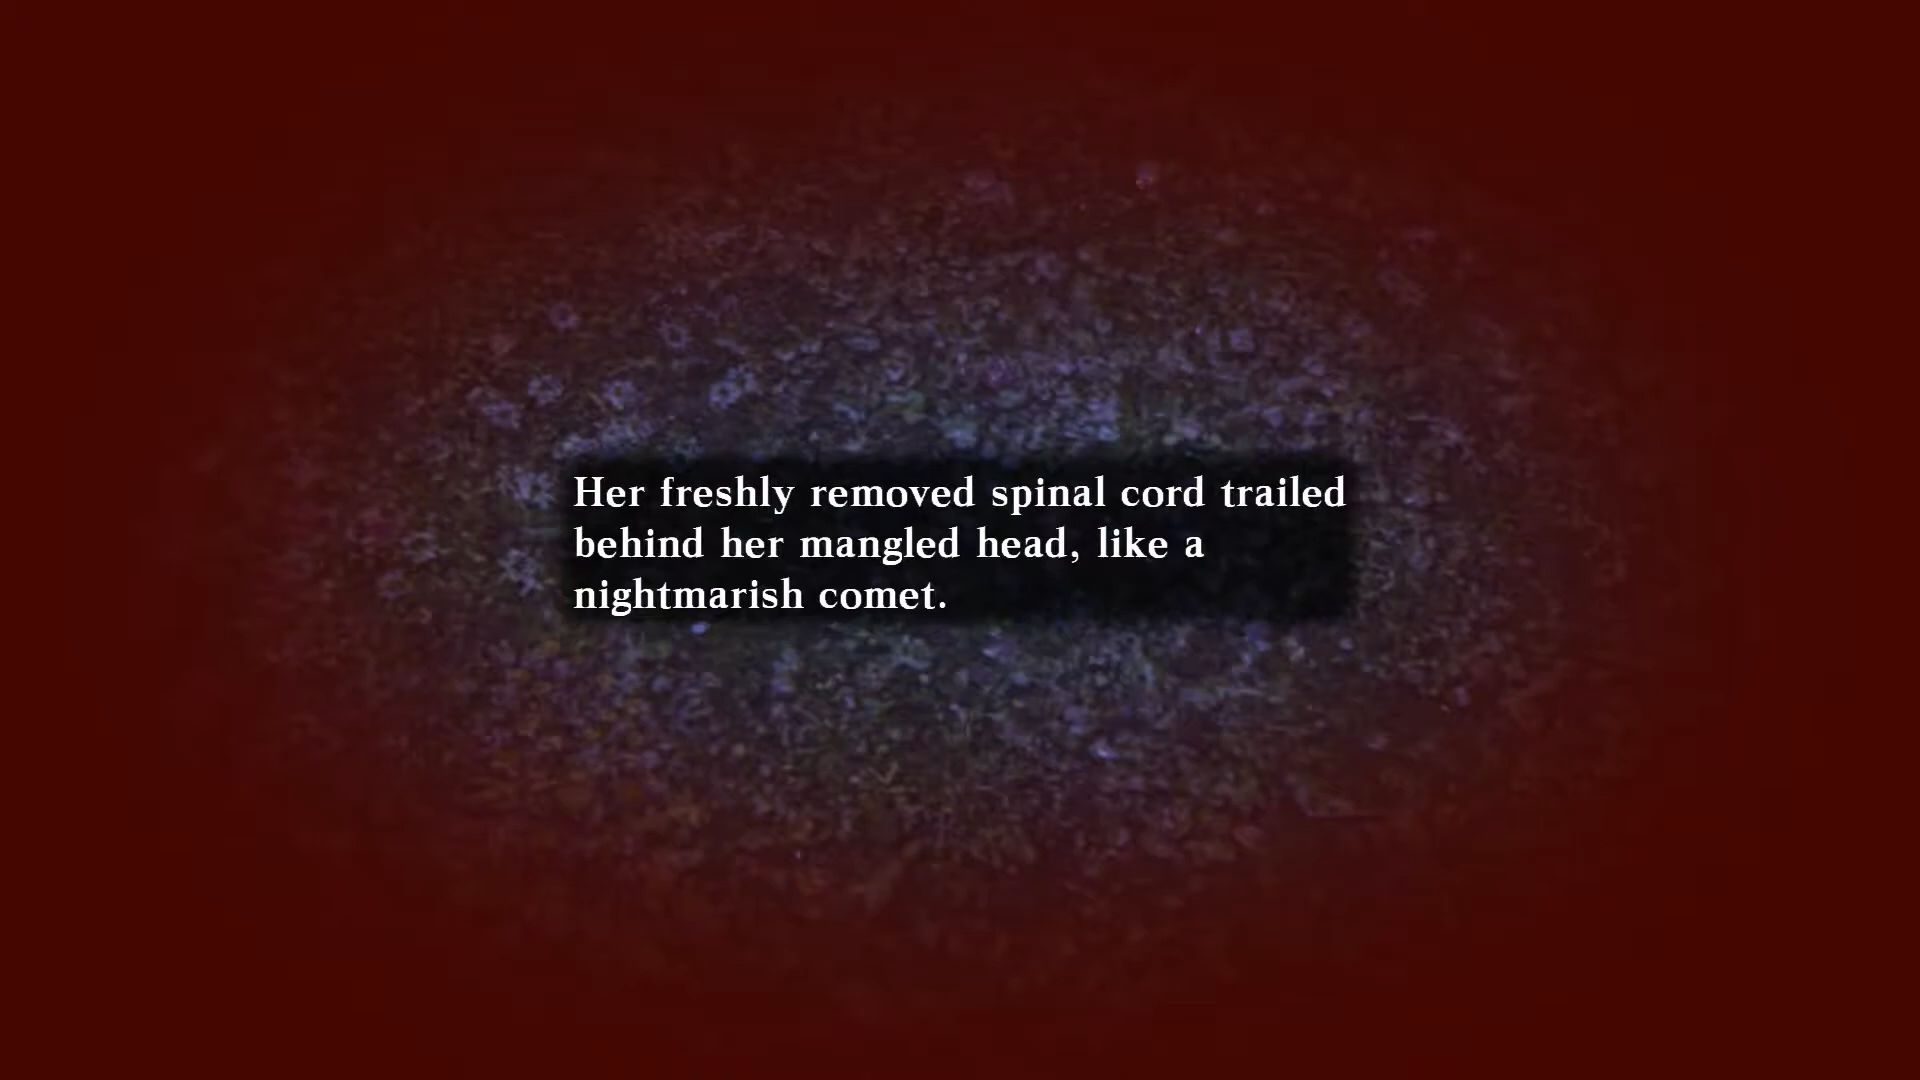 Her freshly removed spinal cord trailed
behind her mangled head, like a
nightmarish comet.